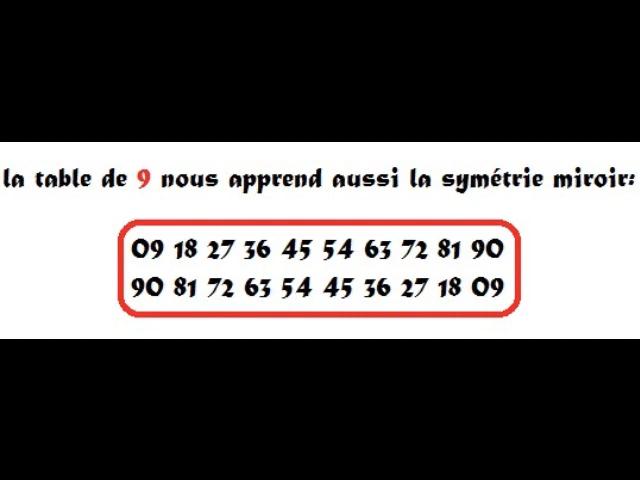 la table de 9 nous apprend aussi la symétrie miroir:
09 18 27 36 45 54 63 72 81 90
90 81 72 63 54 45 36 27 18 09